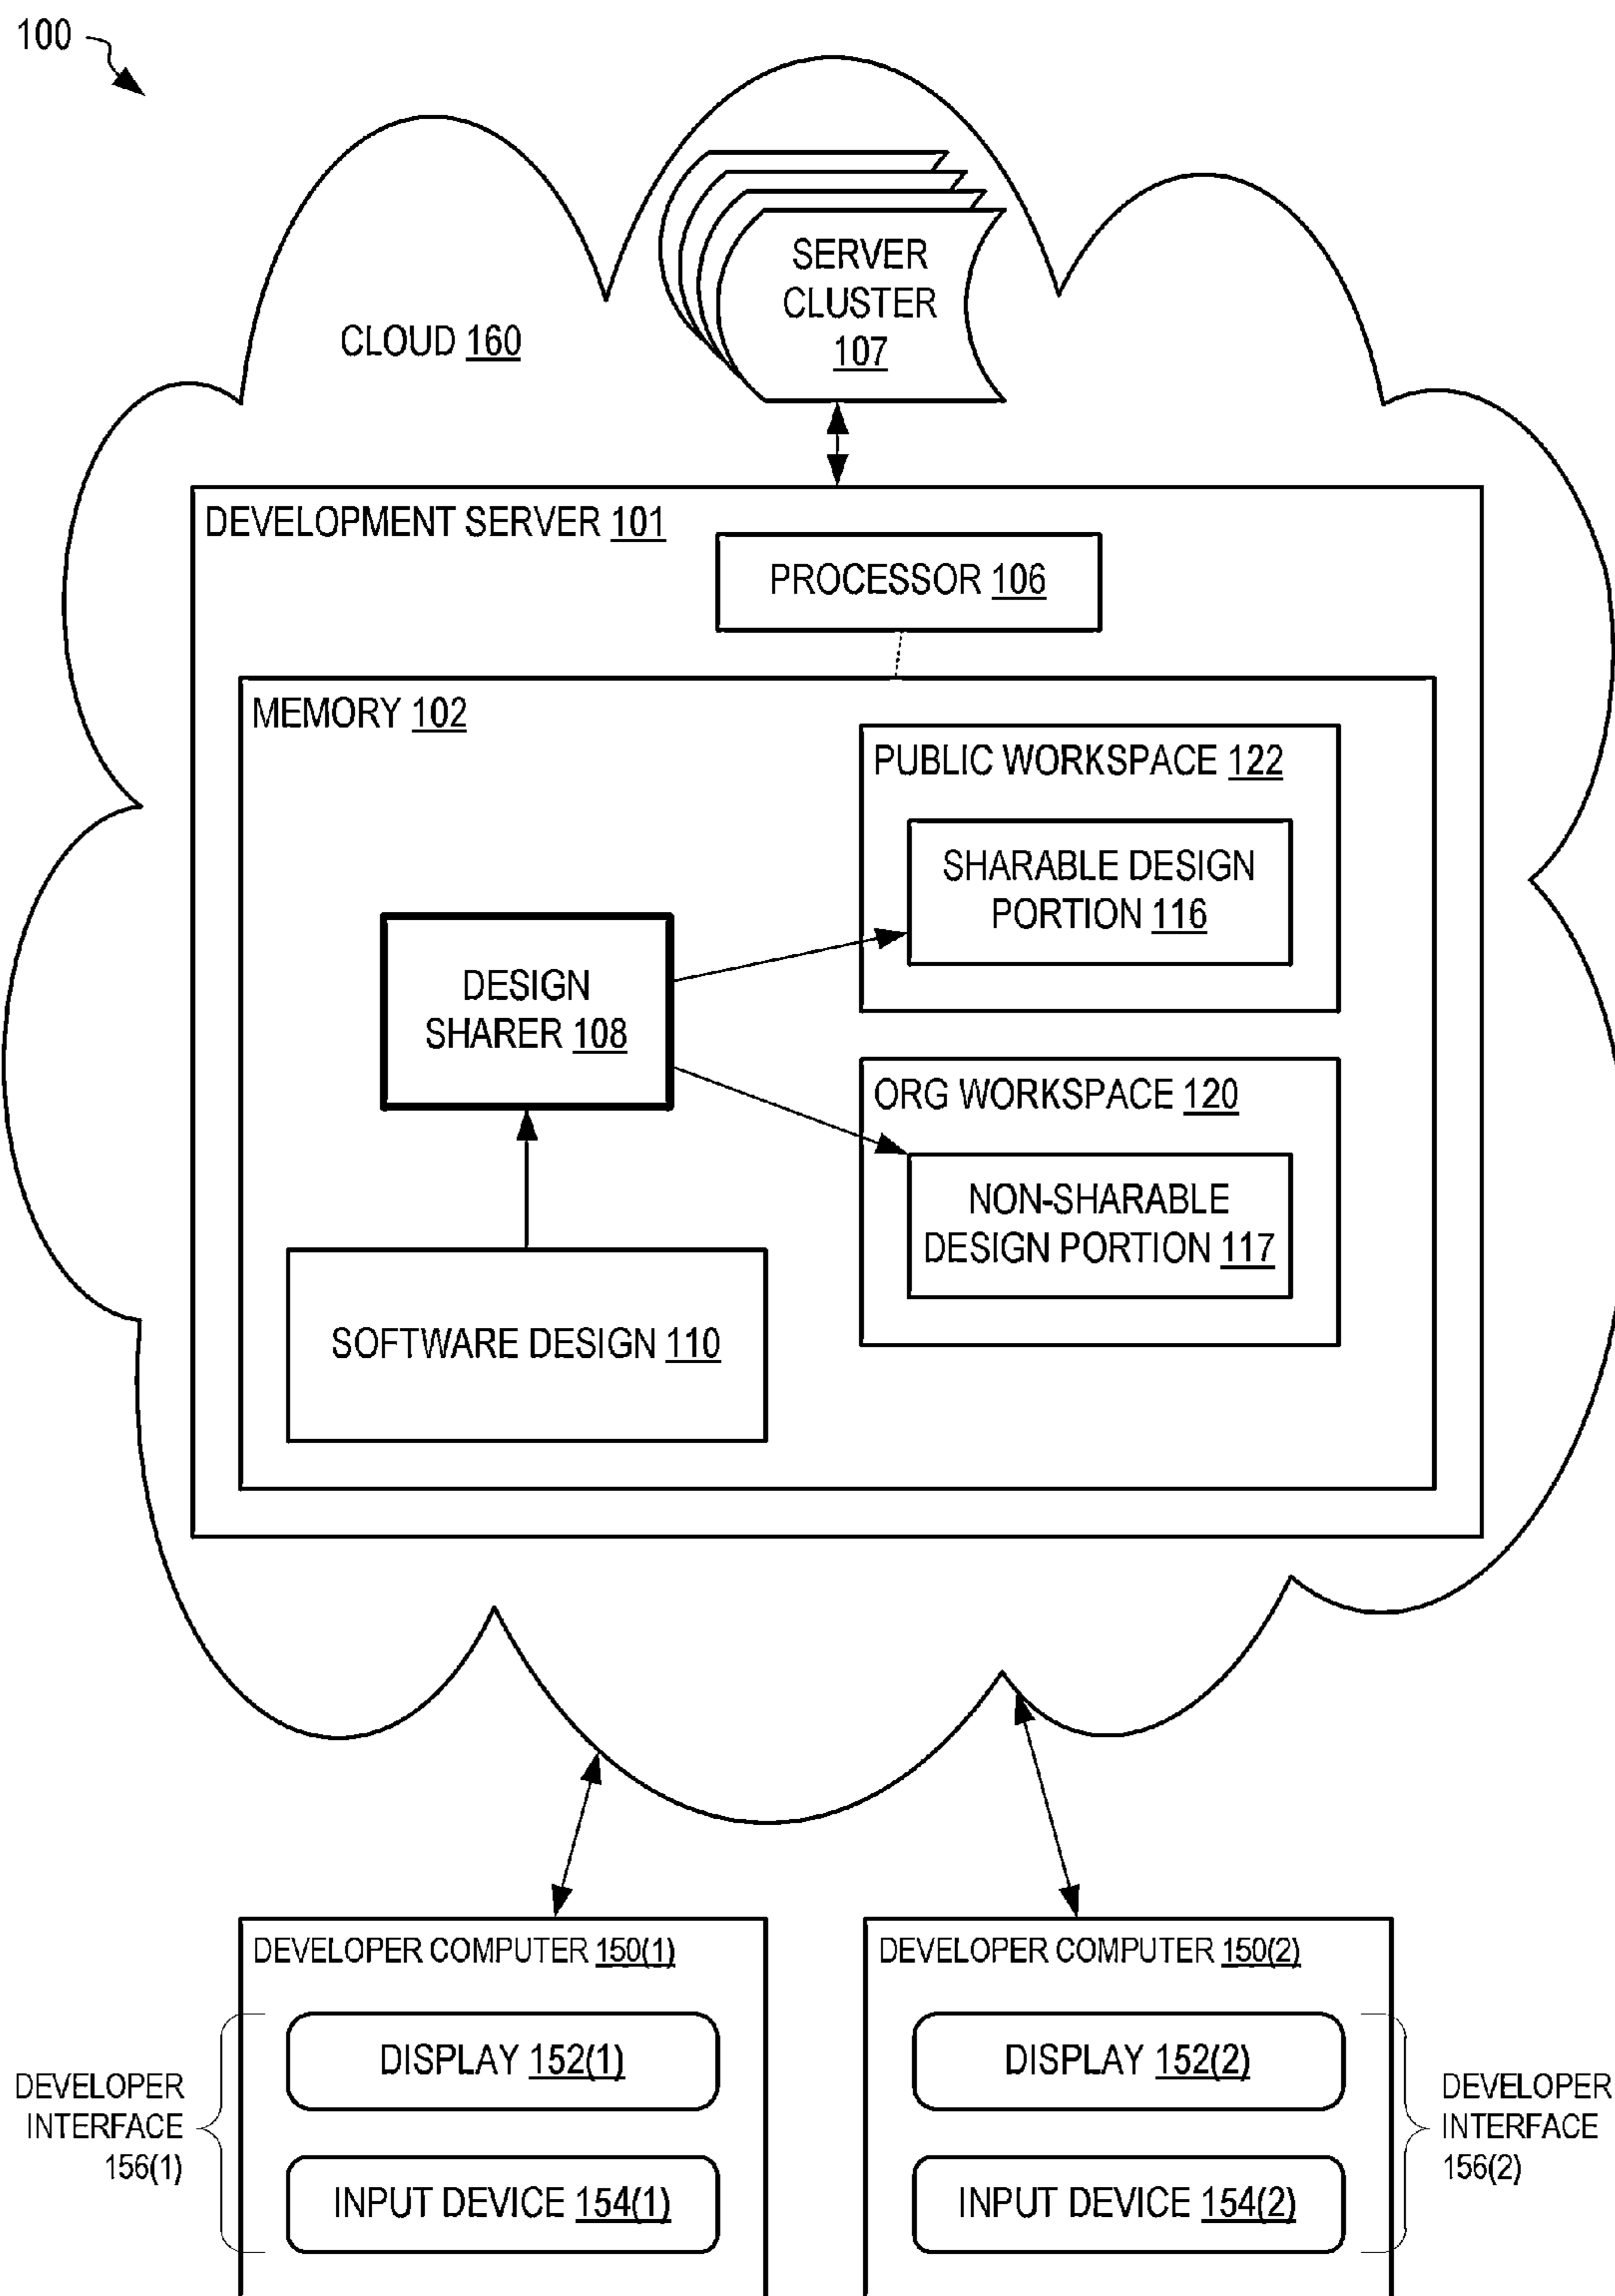 100
SERVER
CLUSTER
107
CLOUD 160
DEVELOPMENT SERVER 101
PROCESSOR 106
MEMORY 102
PUBLIC WORKSPACE 122
SHARABLE DESIGN
PORTION 116
DESIGN
SHARER 108
ORG WORKSPACE 120
NON-SHARABLE
DESIGN PORTION 117
SOFTWARE DESIGN 110
DEVELOPER COMPUTER 150(1)
DISPLAY 152(1)
INPUT DEVICE 154(1)
DEVELOPER
INTERFACE
156(1)
DEVELOPER COMPUTER 150(2)
DISPLAY 152(2)
INPUT DEVICE 154(2)
DEVELOPER
INTERFACE
156(2)